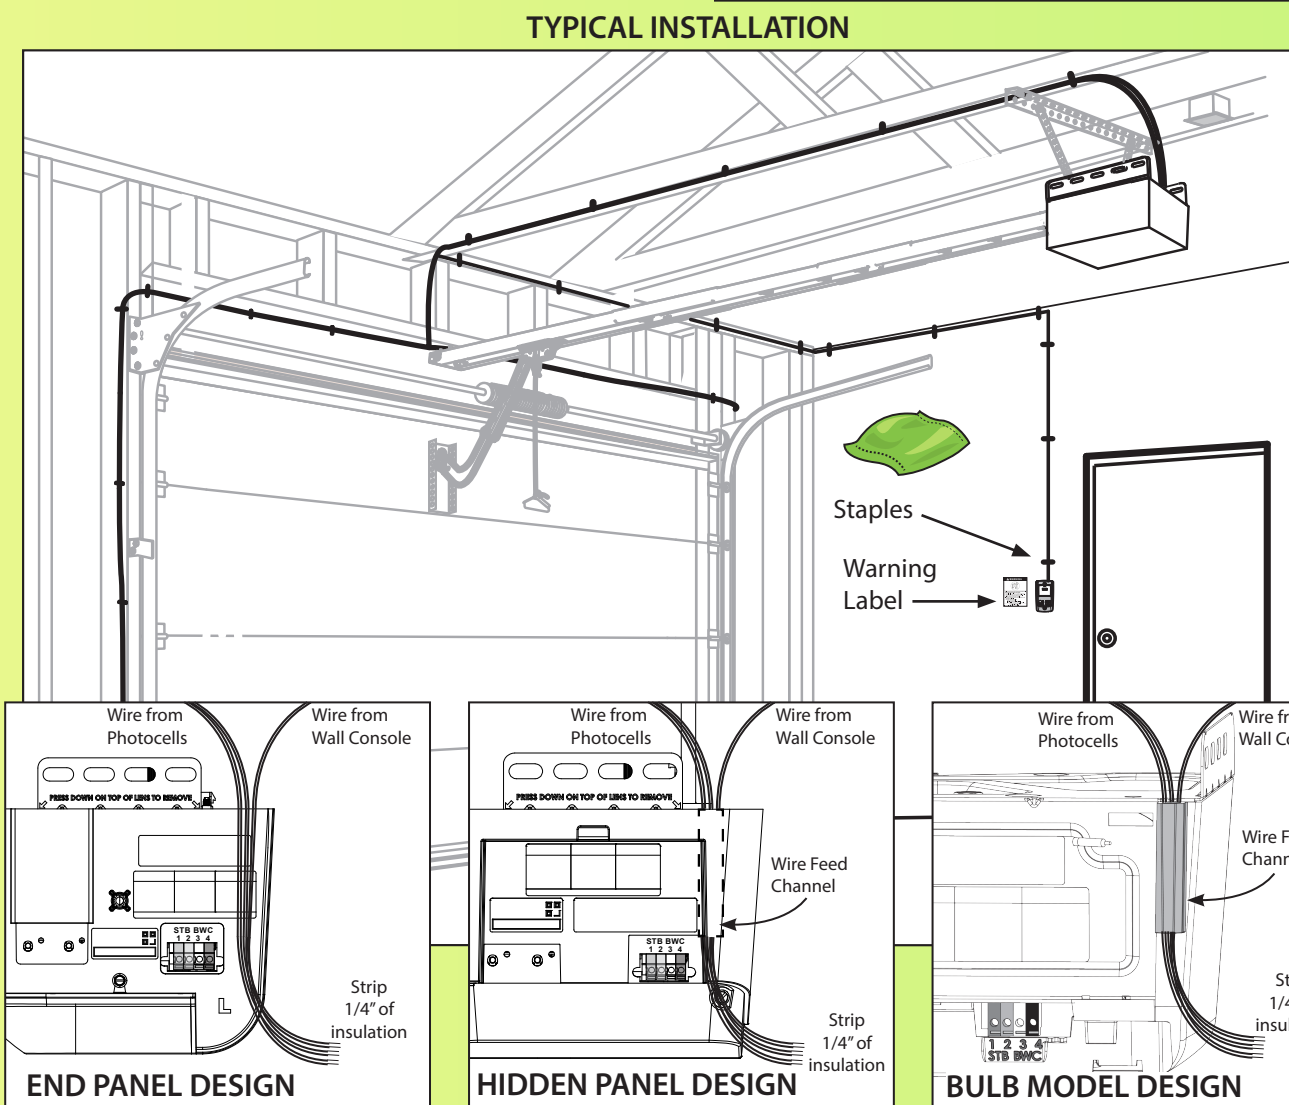 TYPICAL INSTALLATION
Staples
Warning
Label
Wire from
Photocells
Wire from
Wall Console
PRESS DOWN ON TOP OF LENS TO REMOVE
STB BWC
1 2 3 4
Strip
1/4” of
insulation
END PANEL DESIGN
Wire from
Photocells
Wire from
Wall Console
PRESS DOWN ON TOP OF LENS TO REMOVE
Wire Feed
Channel
STB BWC
1 2 3 4
Strip
1/4” of
insulation
HIDDEN PANEL DESIGN
Wire from
Photocells
Wire
Wall
Wire
1 2 3 4
STB BWC
BULB MODEL DESIGN